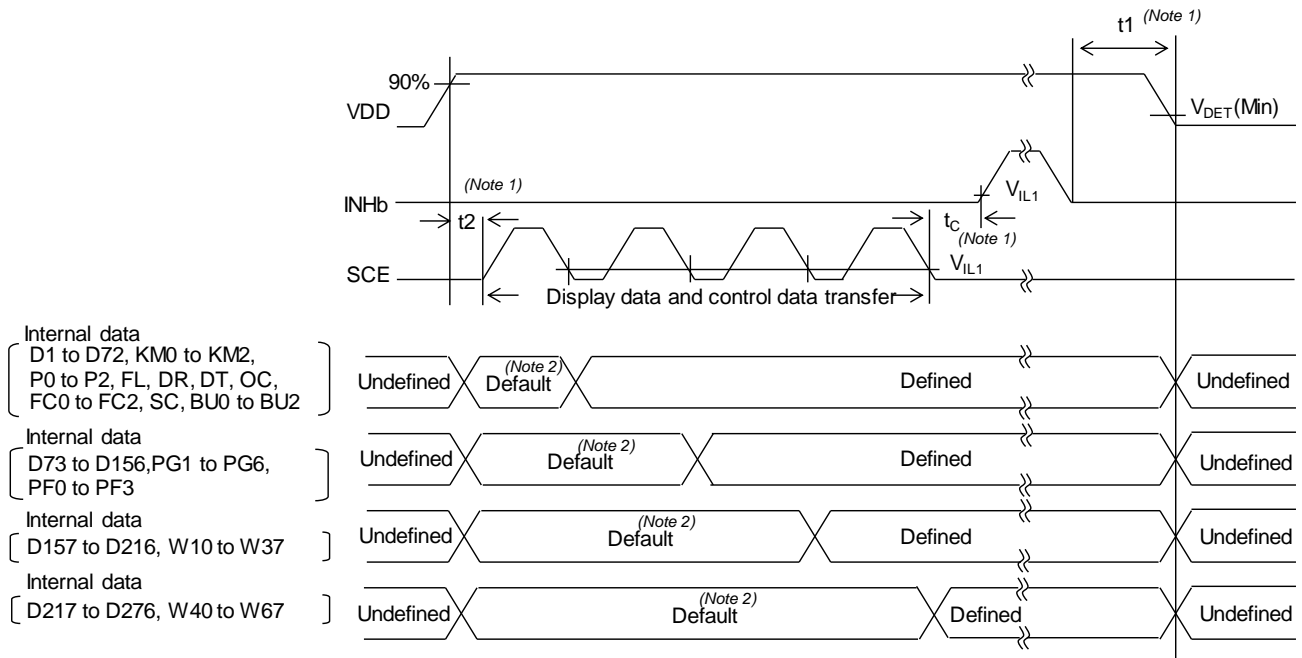 t1 (Note 1)
90%
VDD
VDET(Min)
(Note 1)
INHb
VIL1
t2
tC
(Note 1)
SCE
VIL1
Display data and control data transfer
Internal data
D1 to D72, KM0 to KM2,
P0 to P2, FL, DR, DT, OC,
FC0 to FC2, SC, BU0 to BU2
Undefined
(Note 2)
Default
Defined
Undefined
Internal data
D73 to D156,PG1 to PG6,
PF0 to PF3
Undefined
(Note 2)
Default
Defined
Undefined
Internal data
D157 to D216, W10 to W37
Undefined
(Note 2)
Default
Defined
Undefined
Internal data
D217 to D276, W40 to W67
Undefined
(Note 2)
Default
Defined
Undefined